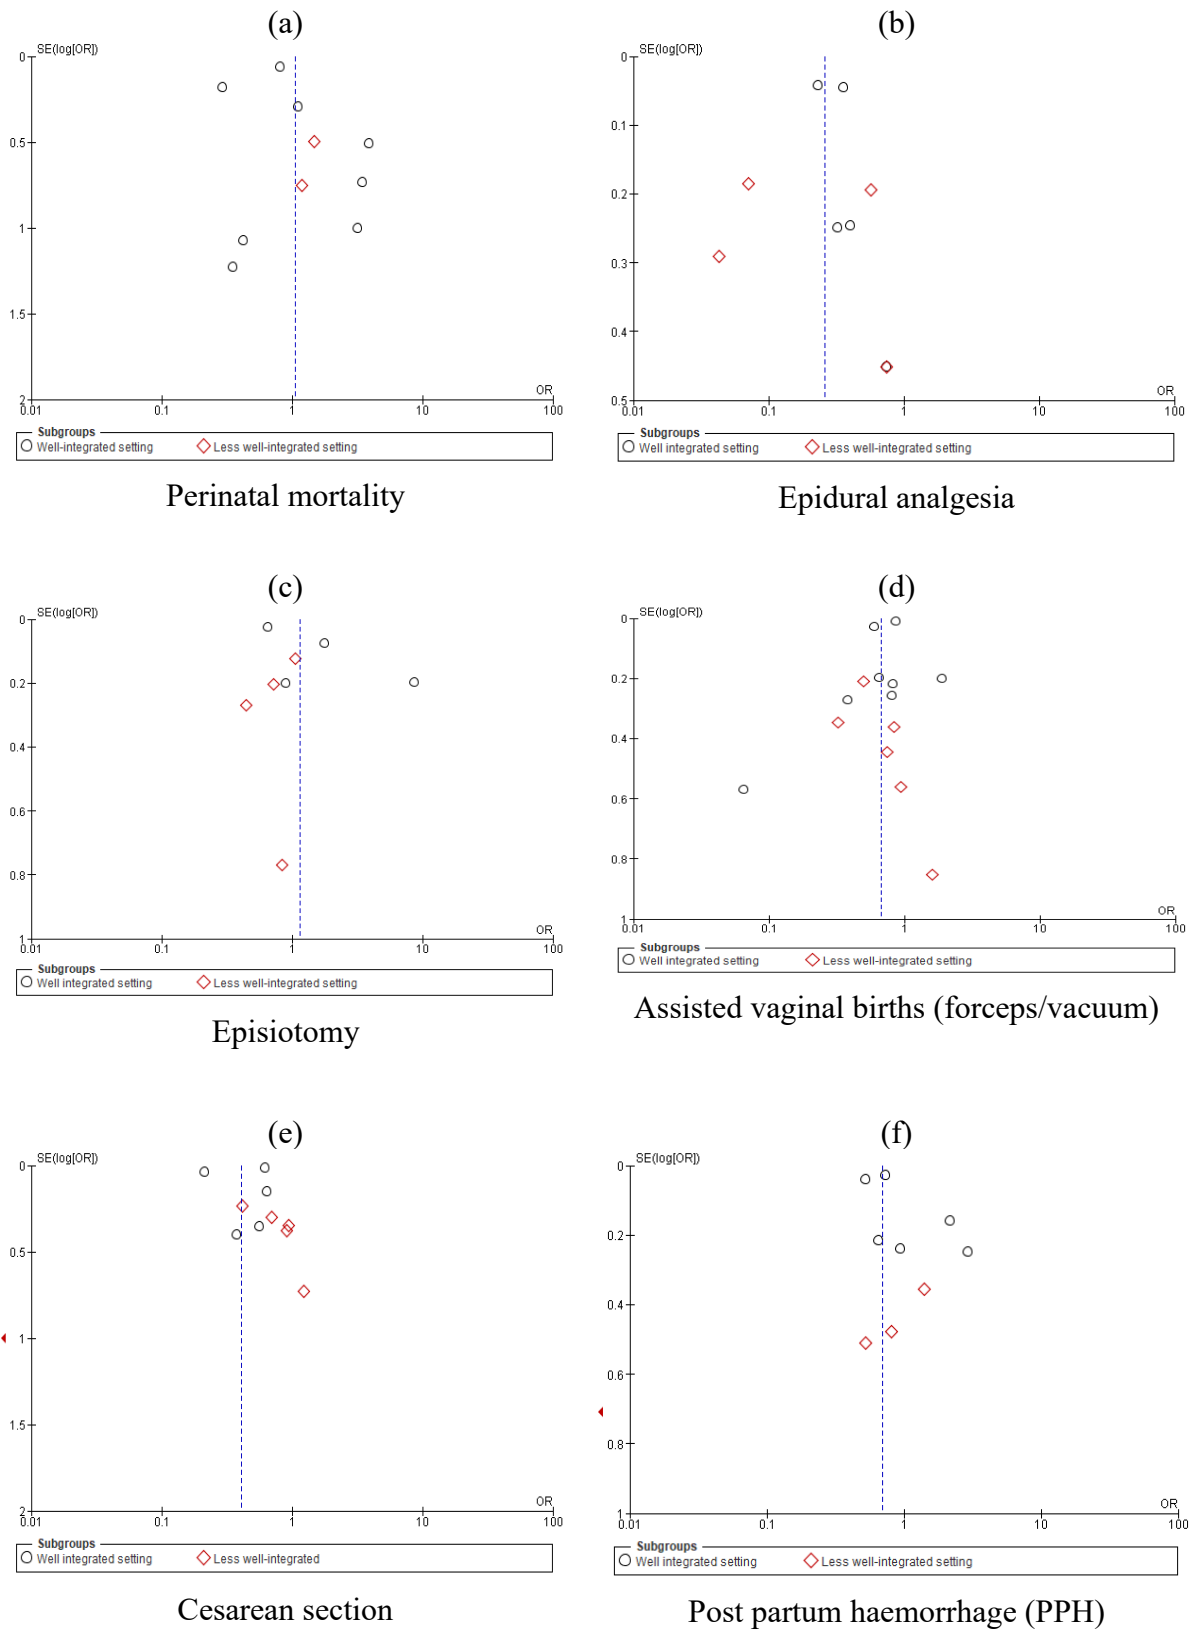 (a)
SE(log[OR])
0
0.5
1
1.5
2
0.01 0.1 1 10 100
OR
Subgroups
Well-integrated setting Less well-integrated setting
Perinatal mortality
(b)
SE(log[OR])
0
0.1
0.2
0.3
0.4
0.5
0.01 0.1 1 10 100
OR
Subgroups
Well integrated setting Less well-integrated setting
Epidural analgesia
(c)
SE(log[OR])
0
0.2
0.4
0.6
0.8
1
0.01 0.1 1 10 100
OR
Subgroups
Well integrated setting Less well-integrated setting
Episiotomy
(d)
SE(log[OR])
0
0.2
0.4
0.6
0.8
1
0.01 0.1 1 10 100
OR
Subgroups
Well integrated setting Less well-integrated setting
Assisted vaginal births (forceps/vacuum)
(e)
SE(log[OR])
0
0.5
1
1.5
2
0.01 0.1 1 10 100
OR
Subgroups
Well integrated setting Less well-integrated
Cesarean section
(f)
SE(log[OR])
0
0.2
0.4
0.6
0.8
1
0.01 0.1 1 10 100
OR
Subgroups
Well integrated setting Less well-integrated setting
Post partum haemorrhage (PPH)